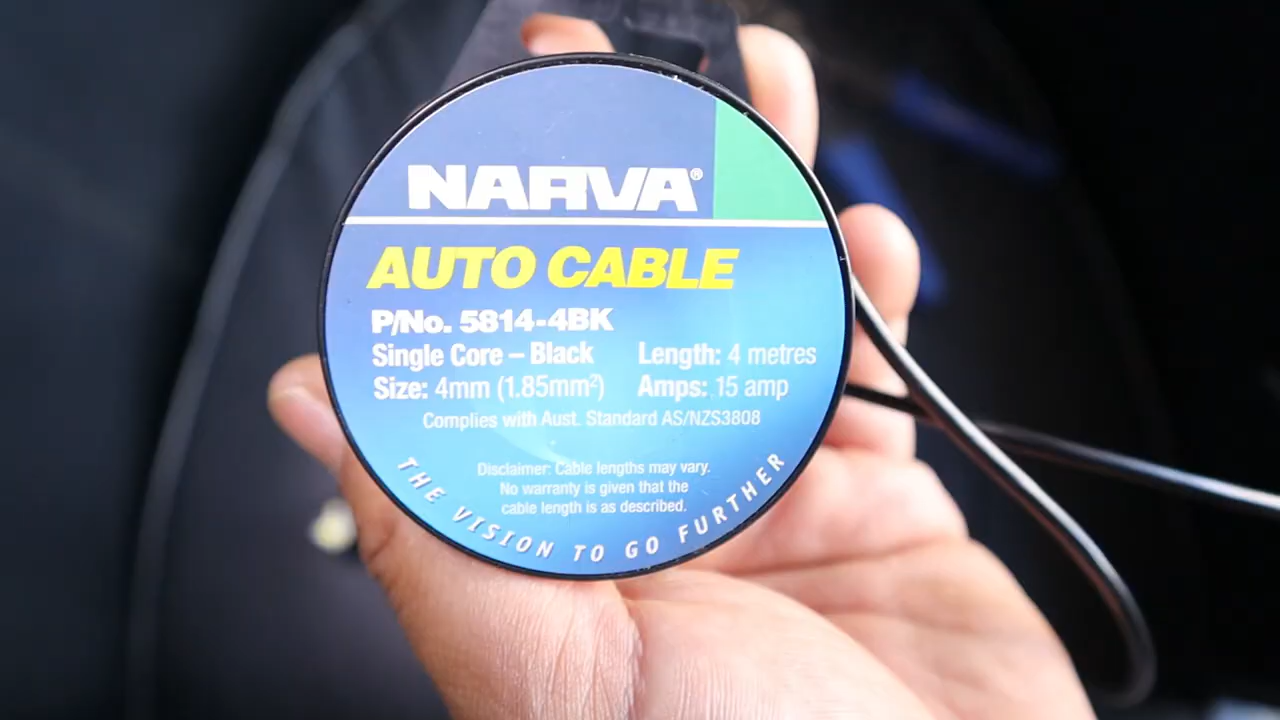 NARVA®
AUTO CABLE
P/No. 5814-4BK
Single Core – Black Length: 4 metres
Size: 4mm (1.85mm²) Amps: 15 amp
Complies with Aust. Standard AS/NZS3808
Disclaimer: Cable lengths may vary.
No warranty is given that the
cable length is as described.
THE VISION TO GO FURTHER